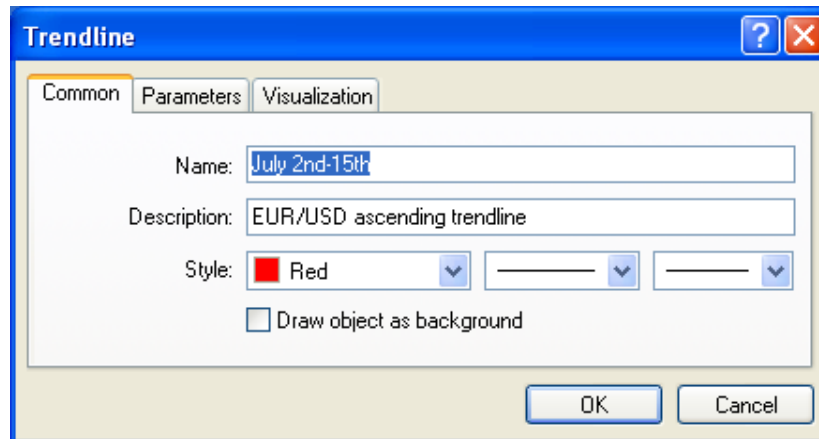 Trendline
Common Parameters Visualization
Name: July 2nd-15th
Description: EUR/USD ascending trendline
Style: Red
Draw object as background
OK Cancel